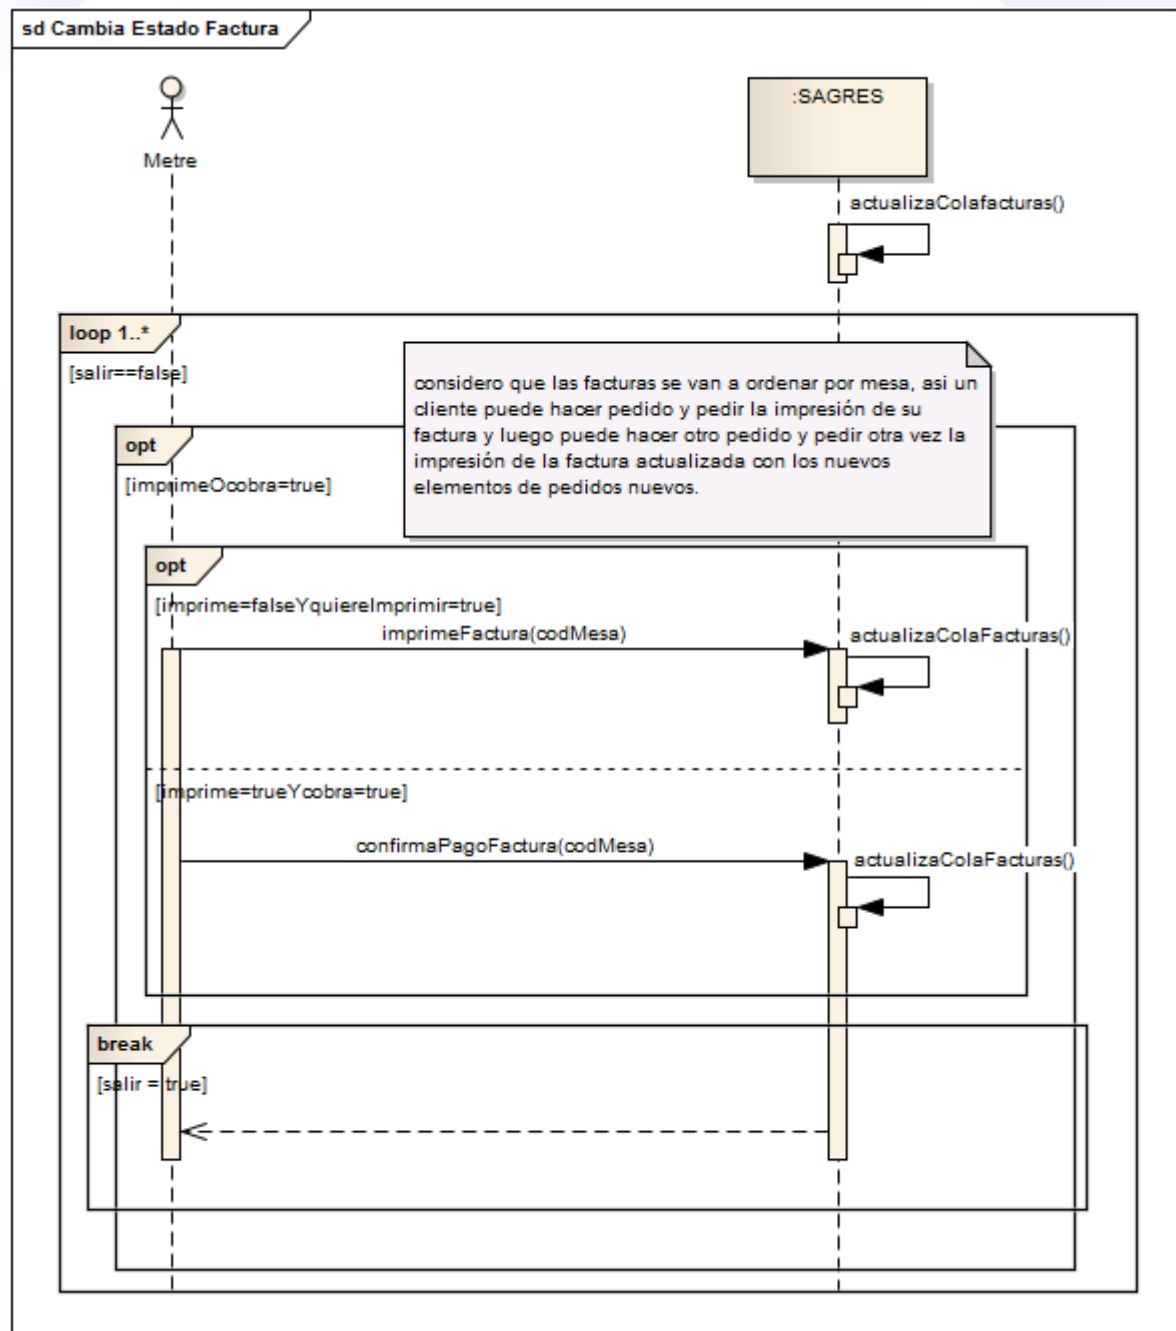 sd Cambia Estado Factura
Metre
:SAGRES
actualizaColafacturas()
loop 1..*
[salir==false]
considero que las facturas se van a ordenar por mesa, asi un
cliente puede hacer pedido y pedir la impresión de su
factura y luego puede hacer otro pedido y pedir otra vez la
impresión de la factura actualizada con los nuevos
elementos de pedidos nuevos.
opt
[imprimeOcobra=true]
opt
[imprime=falseYquiereImprimir=true]
imprimeFactura(codMesa)
actualizaColaFacturas()
[imprime=trueYcobra=true]
confirmaPagoFactura(codMesa)
actualizaColaFacturas()
break
[salir = true]